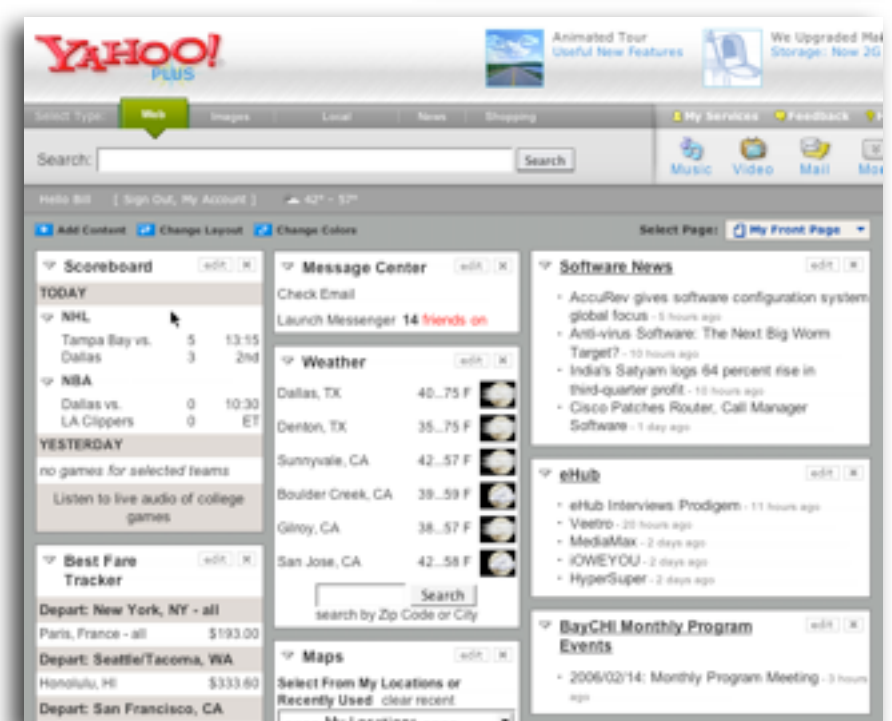 YAHOO!
PLUS
Animated Tour
Useful New Features
We Upgraded
Storage: Now 2G
Select Type:
Web
Images
Local
News
Shopping
My Services
Feedback
Search:
Search
Music
Video
Mail
Hello Bill
[ Sign Out, My Account ]
42° - 57°
Add Content
Change Layout
Change Colors
Select Page:
My Front Page
Scoreboard
edit
TODAY
NHL
Tampa Bay vs. 5 13:15
Dallas 3 2nd
NBA
Dallas vs. 0 10:30
LA Clippers 0 ET
YESTERDAY
no games for selected teams
Listen to live audio of college
games
Best Fare
Tracker
edit
Depart: New York, NY - all
Paris, France - all $193.00
Depart: Seattle/Tacoma, WA
Honolulu, HI $333.60
Depart: San Francisco, CA
Message Center
edit
Check Email
Launch Messenger 14 friends on
Weather
edit
Dallas, TX 40...75 F
Denton, TX 35...75 F
Sunnyvale, CA 42...57 F
Boulder Creek, CA 39...59 F
Gilroy, CA 38...57 F
San Jose, CA 42...58 F
Search
search by Zip Code or City
Maps
edit
Select From My Locations or
Recently Used clear recent
My Locations
Software News
edit
AccuRev gives software configuration system
global focus - 5 hours ago
Anti-virus Software: The Next Big Worm
Target? - 10 hours ago
India's Satyam logs 64 percent rise in
third-quarter profit - 10 hours ago
Cisco Patches Router, Call Manager
Software - 1 day ago
eHub
edit
eHub Interviews Prodigem - 11 hours ago
Veetro - 20 hours ago
MediaMax - 2 days ago
iOWEYOU - 2 days ago
HyperSuper - 2 days ago
BayCHI Monthly Program
Events
edit
2006/02/14: Monthly Program Meeting - 3 hours
ago